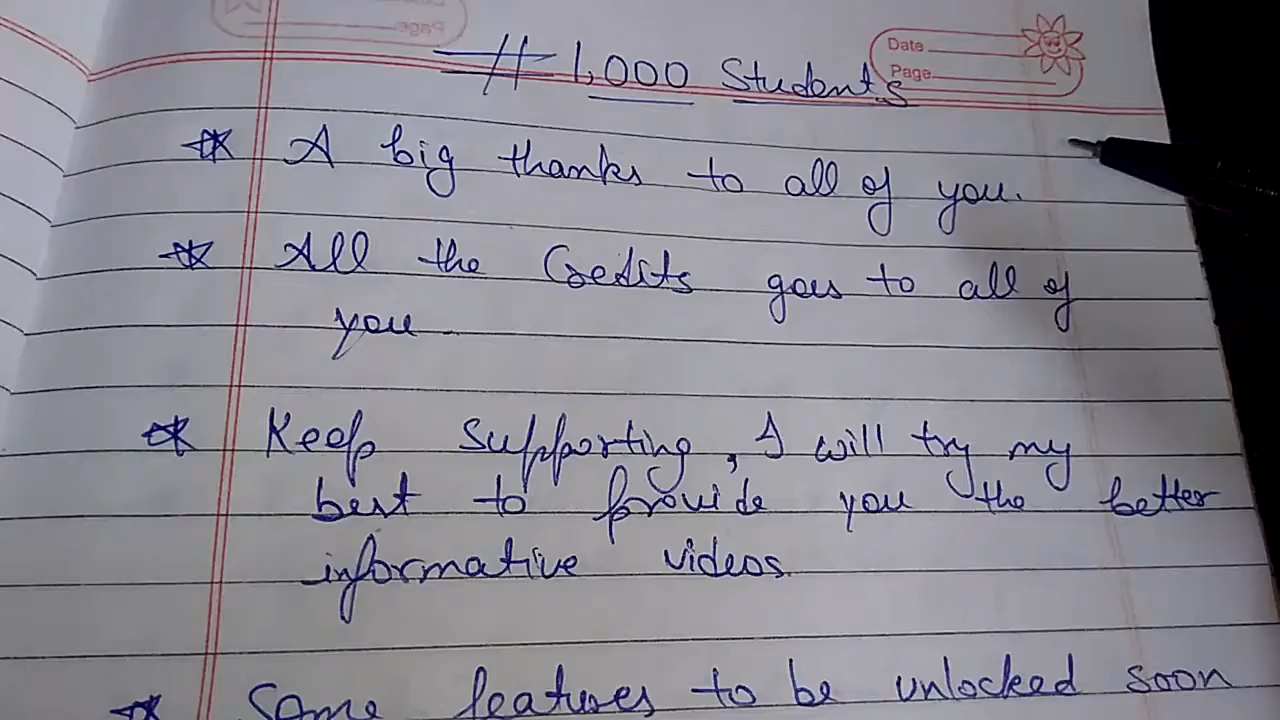 Date
Page
# 1,000 Students
* A big thanks to all of you.
* All the Credits goes to all of
you.
* Keep supporting, I will try my
best to provide you the better
informative videos.
* Some features to be unlocked soon